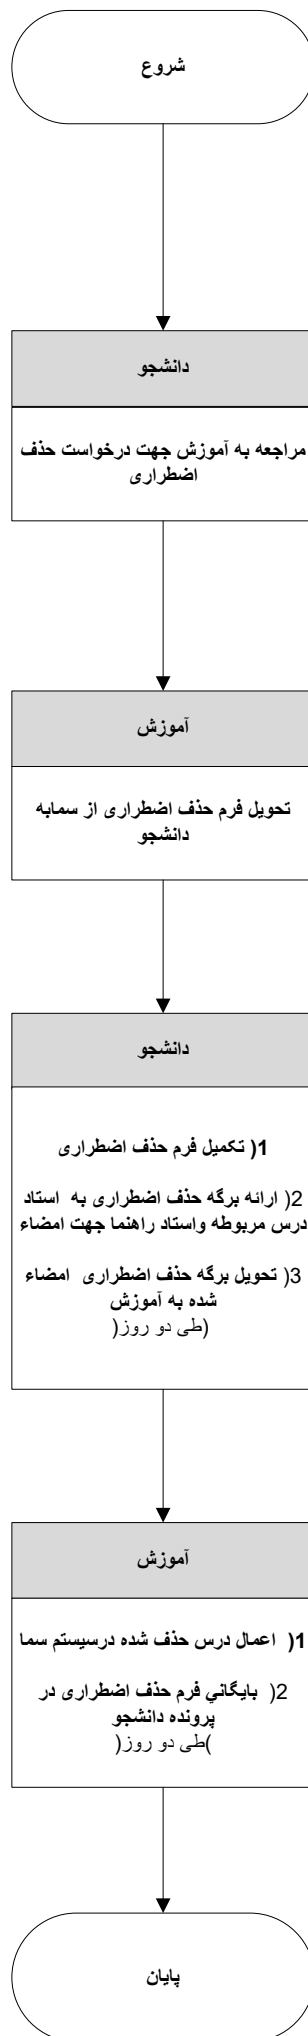 شروع
دانشجو
مراجعه به آموزش جهت درخواست حذف
اضطراری
آموزش
تحویل فرم حذف اضطراری از سمابه
دانشجو
دانشجو
1) تکمیل فرم حذف اضطراری
2) ارائه برگه حذف اضطراری به استاد
درس مربوطه واستاد راهنما جهت امضاء
3) تحویل برگه حذف اضطراری امضاء
شده به آموزش
(طی دو روز)
آموزش
1) اعمال درس حذف شده درسیستم سما
2) بایگاني فرم حذف اضطراری در
پرونده دانشجو
(طی دو روز)
پایان